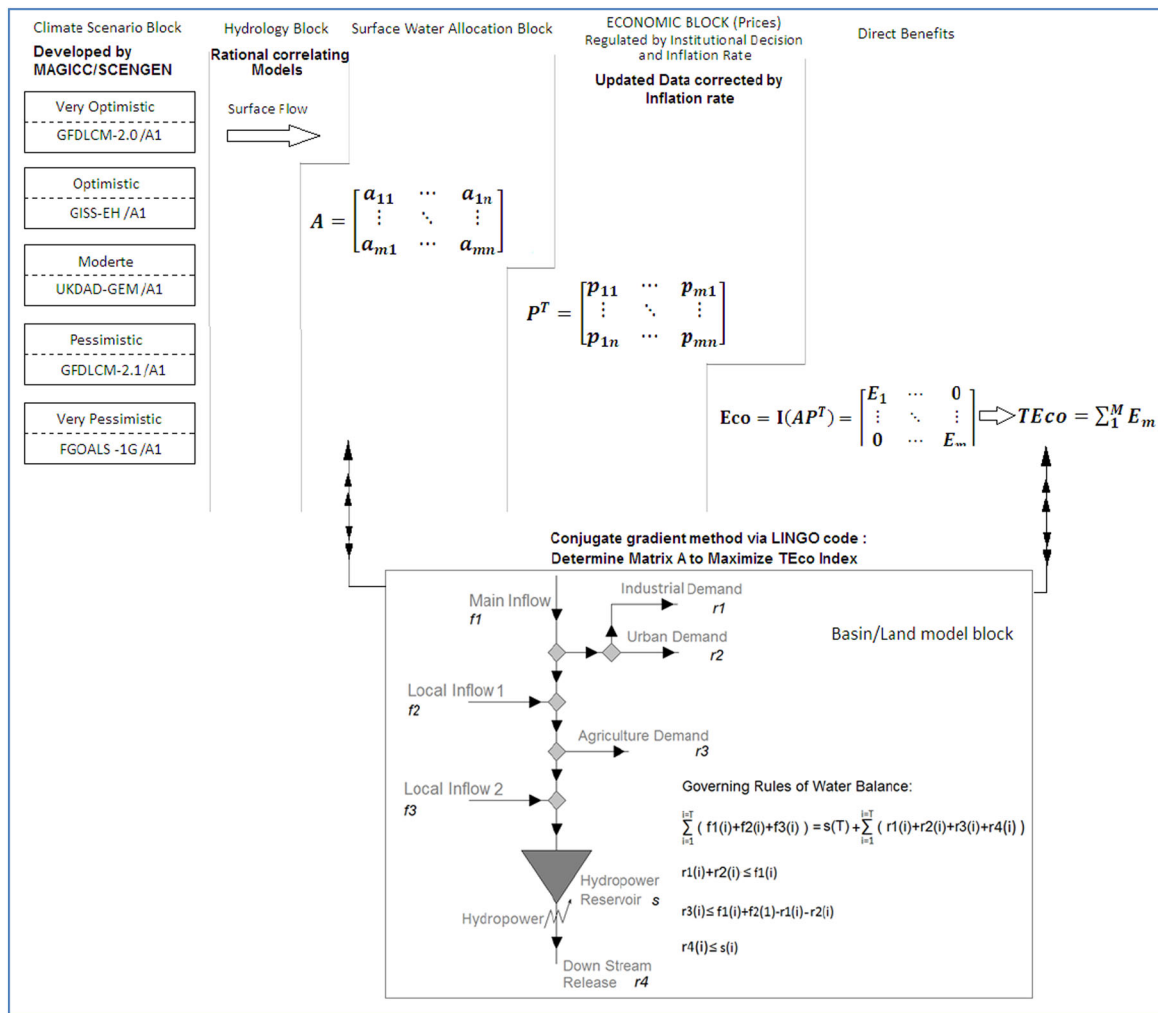 Climate Scenario Block
Developed by
MAGICC/SCENGEN
Very Optimistic
GFDLCM-2.0/A1
Optimistic
GISS-EH/A1
Moderte
UKDAD-GEM/A1
Pessimistic
GFDLCM-2.1/A1
Very Pessimistic
FGOALS -1G/A1
Hydrology Block
Rational correlating
Models
Surface Flow
Surface Water Allocation Block
A = [a11 ⋯ a1n
⋮ ⋱ ⋮
am1 ⋯ amn]
ECONOMIC BLOCK (Prices)
Regulated by Institutional Decision
and Inflation Rate
Updated Data corrected by
Inflation rate
P^T = [p11 ⋯ pm1
⋮ ⋱ ⋮
p1n ⋯ pmn]
Direct Benefits
Eco = I(AP^T) = [E1 ⋯ 0
⋮ ⋱ ⋮
0 ⋯ Em] ⇒ TEco = ∑_1^M Em
Conjugate gradient method via LINGO code :
Determine Matrix A to Maximize TEco Index
Basin/Land model block
Main Inflow
f1
Industrial Demand
r1
Urban Demand
r2
Local Inflow 1
f2
Agriculture Demand
r3
Local Inflow 2
f3
Hydropower
Reservoir s
Hydropower
Down Stream
Release r4
Governing Rules of Water Balance:
i=T
∑ ( f1(i)+f2(i)+f3(i) ) = s(T) + ∑ ( r1(i)+r2(i)+r3(i)+r4(i) )
i=1
r1(i)+r2(i) ≤ f1(i)
r3(i) ≤ f1(i)+f2(1)-r1(i)-r2(i)
r4(i) ≤ s(i)